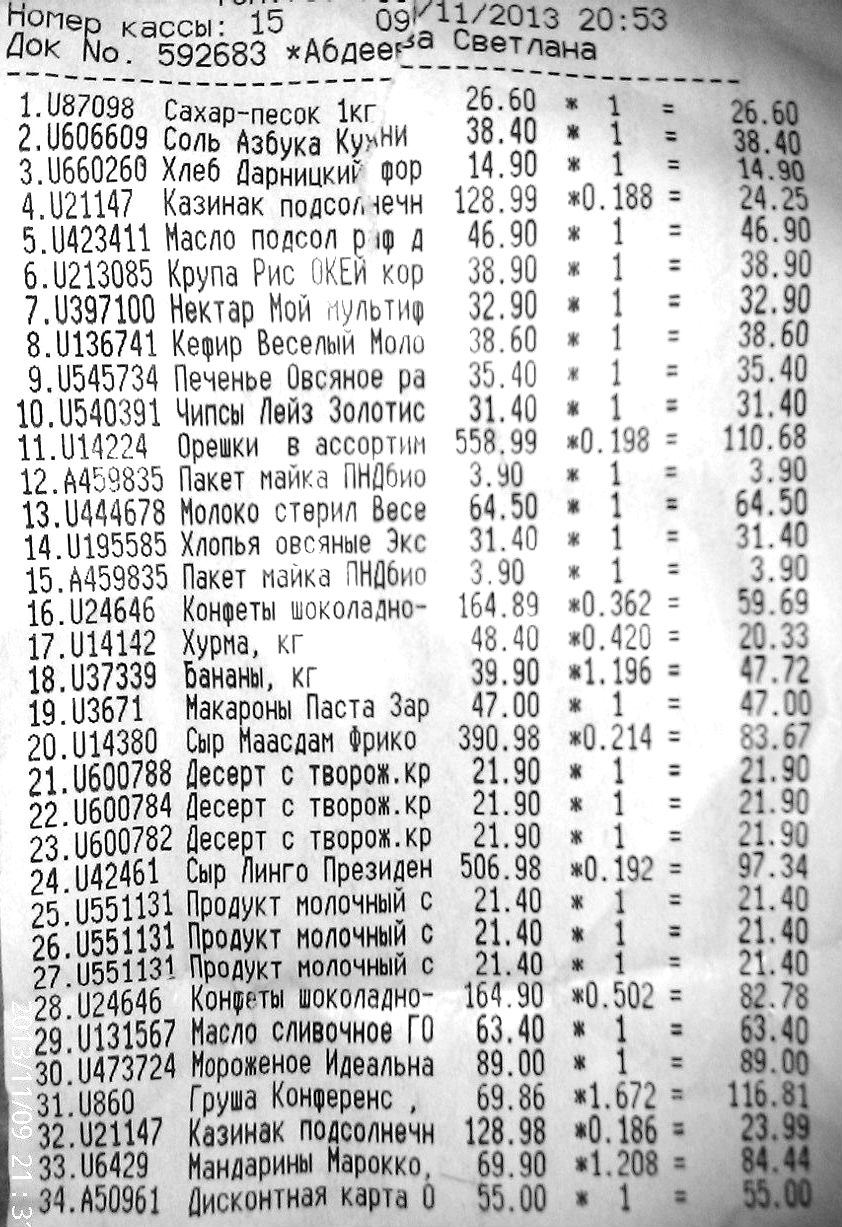 Номер кассы: 15 09/11/2013 20:53
Док No. 592683 *Абдеева Светлана
1.U87098 Сахар-песок 1кг 26.60 * 1 = 26.60
2.U606609 Соль Азбука Кухни 38.40 * 1 = 38.40
3.U660260 Хлеб Дарницкий фор 14.90 * 1 = 14.90
4.U21147 Казинак подсолнечн 128.99 *0.188 = 24.25
5.U423411 Масло подсол раф д 46.90 * 1 = 46.90
6.U213085 Крупа Рис ОКЕЙ кор 38.90 * 1 = 38.90
7.U397100 Нектар Мой мультиф 32.90 * 1 = 32.90
8.U136741 Кефир Веселый Моло 38.60 * 1 = 38.60
9.U545734 Печенье Овсяное ра 35.40 * 1 = 35.40
10.U540391 Чипсы Лейз Золотис 31.40 * 1 = 31.40
11.U14224 Орешки в ассортим 558.99 *0.198 = 110.68
12.A459835 Пакет майка ПНДбио 3.90 * 1 = 3.90
13.U444678 Молоко стерил Весе 64.50 * 1 = 64.50
14.U195585 Хлопья овсяные Экс 31.40 * 1 = 31.40
15.A459835 Пакет майка ПНДбио 3.90 * 1 = 3.90
16.U24646 Конфеты шоколадно- 164.89 *0.362 = 59.69
17.U14142 Хурма, кг 48.40 *0.420 = 20.33
18.U37339 Бананы, кг 39.90 *1.196 = 47.72
19.U3671 Макароны Паста Зар 47.00 * 1 = 47.00
20.U14380 Сыр Маасдам Фрико 390.98 *0.214 = 83.67
21.U600788 Десерт с творож.кр 21.90 * 1 = 21.90
22.U600784 Десерт с творож.кр 21.90 * 1 = 21.90
23.U600782 Десерт с творож.кр 21.90 * 1 = 21.90
24.U42461 Сыр Линго Президен 506.98 *0.192 = 97.34
25.U551131 Продукт молочный с 21.40 * 1 = 21.40
26.U551131 Продукт молочный с 21.40 * 1 = 21.40
27.U551131 Продукт молочный с 21.40 * 1 = 21.40
28.U24646 Конфеты шоколадно- 164.90 *0.502 = 82.78
29.U131567 Масло сливочное ГО 63.40 * 1 = 63.40
30.U473724 Мороженое Идеальна 89.00 * 1 = 89.00
31.U860 Груша Конференс , 69.86 *1.672 = 116.81
32.U21147 Казинак подсолнечн 128.98 *0.186 = 23.99
33.U6429 Мандарины Марокко, 69.90 *1.208 = 84.44
34.A50961 Дисконтная карта О 55.00 * 1 = 55.00
2013/11/09